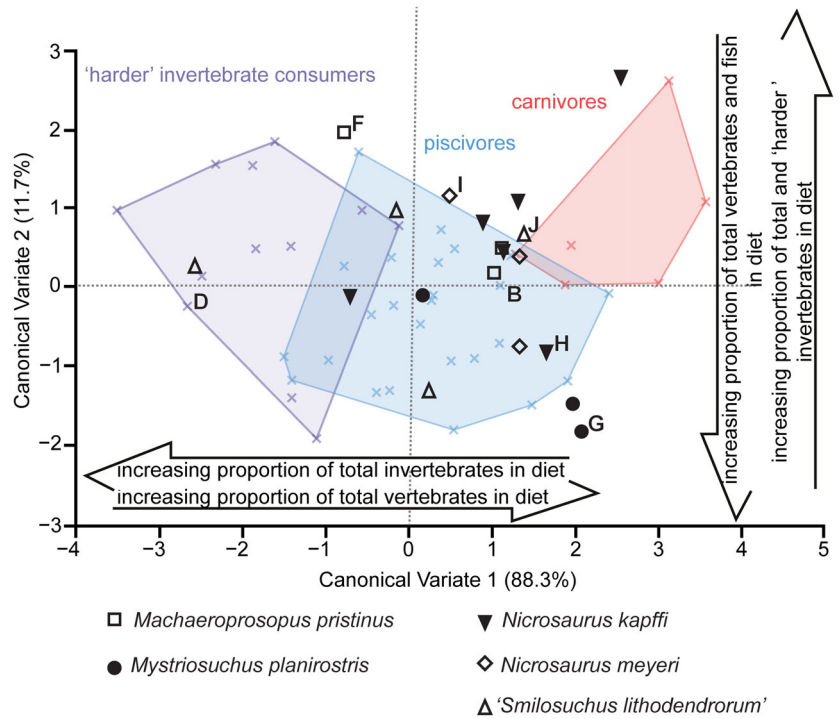 3
2
1
0
−1
−2
−3
Canonical Variate 2 (11.7%)
'harder' invertebrate consumers
carnivores
piscivores
F
I
J
D
B
H
G
increasing proportion of total invertebrates in diet
increasing proportion of total vertebrates in diet
increasing proportion of total vertebrates and fish
in diet
increasing proportion of total and 'harder'
invertebrates in diet
−4
−3
−2
−1
0
1
2
3
4
5
Canonical Variate 1 (88.3%)
Machaeroprosopus pristinus
Nicrosaurus kapffi
Mystriosuchus planirostris
Nicrosaurus meyeri
'Smilosuchus lithodendrorum'